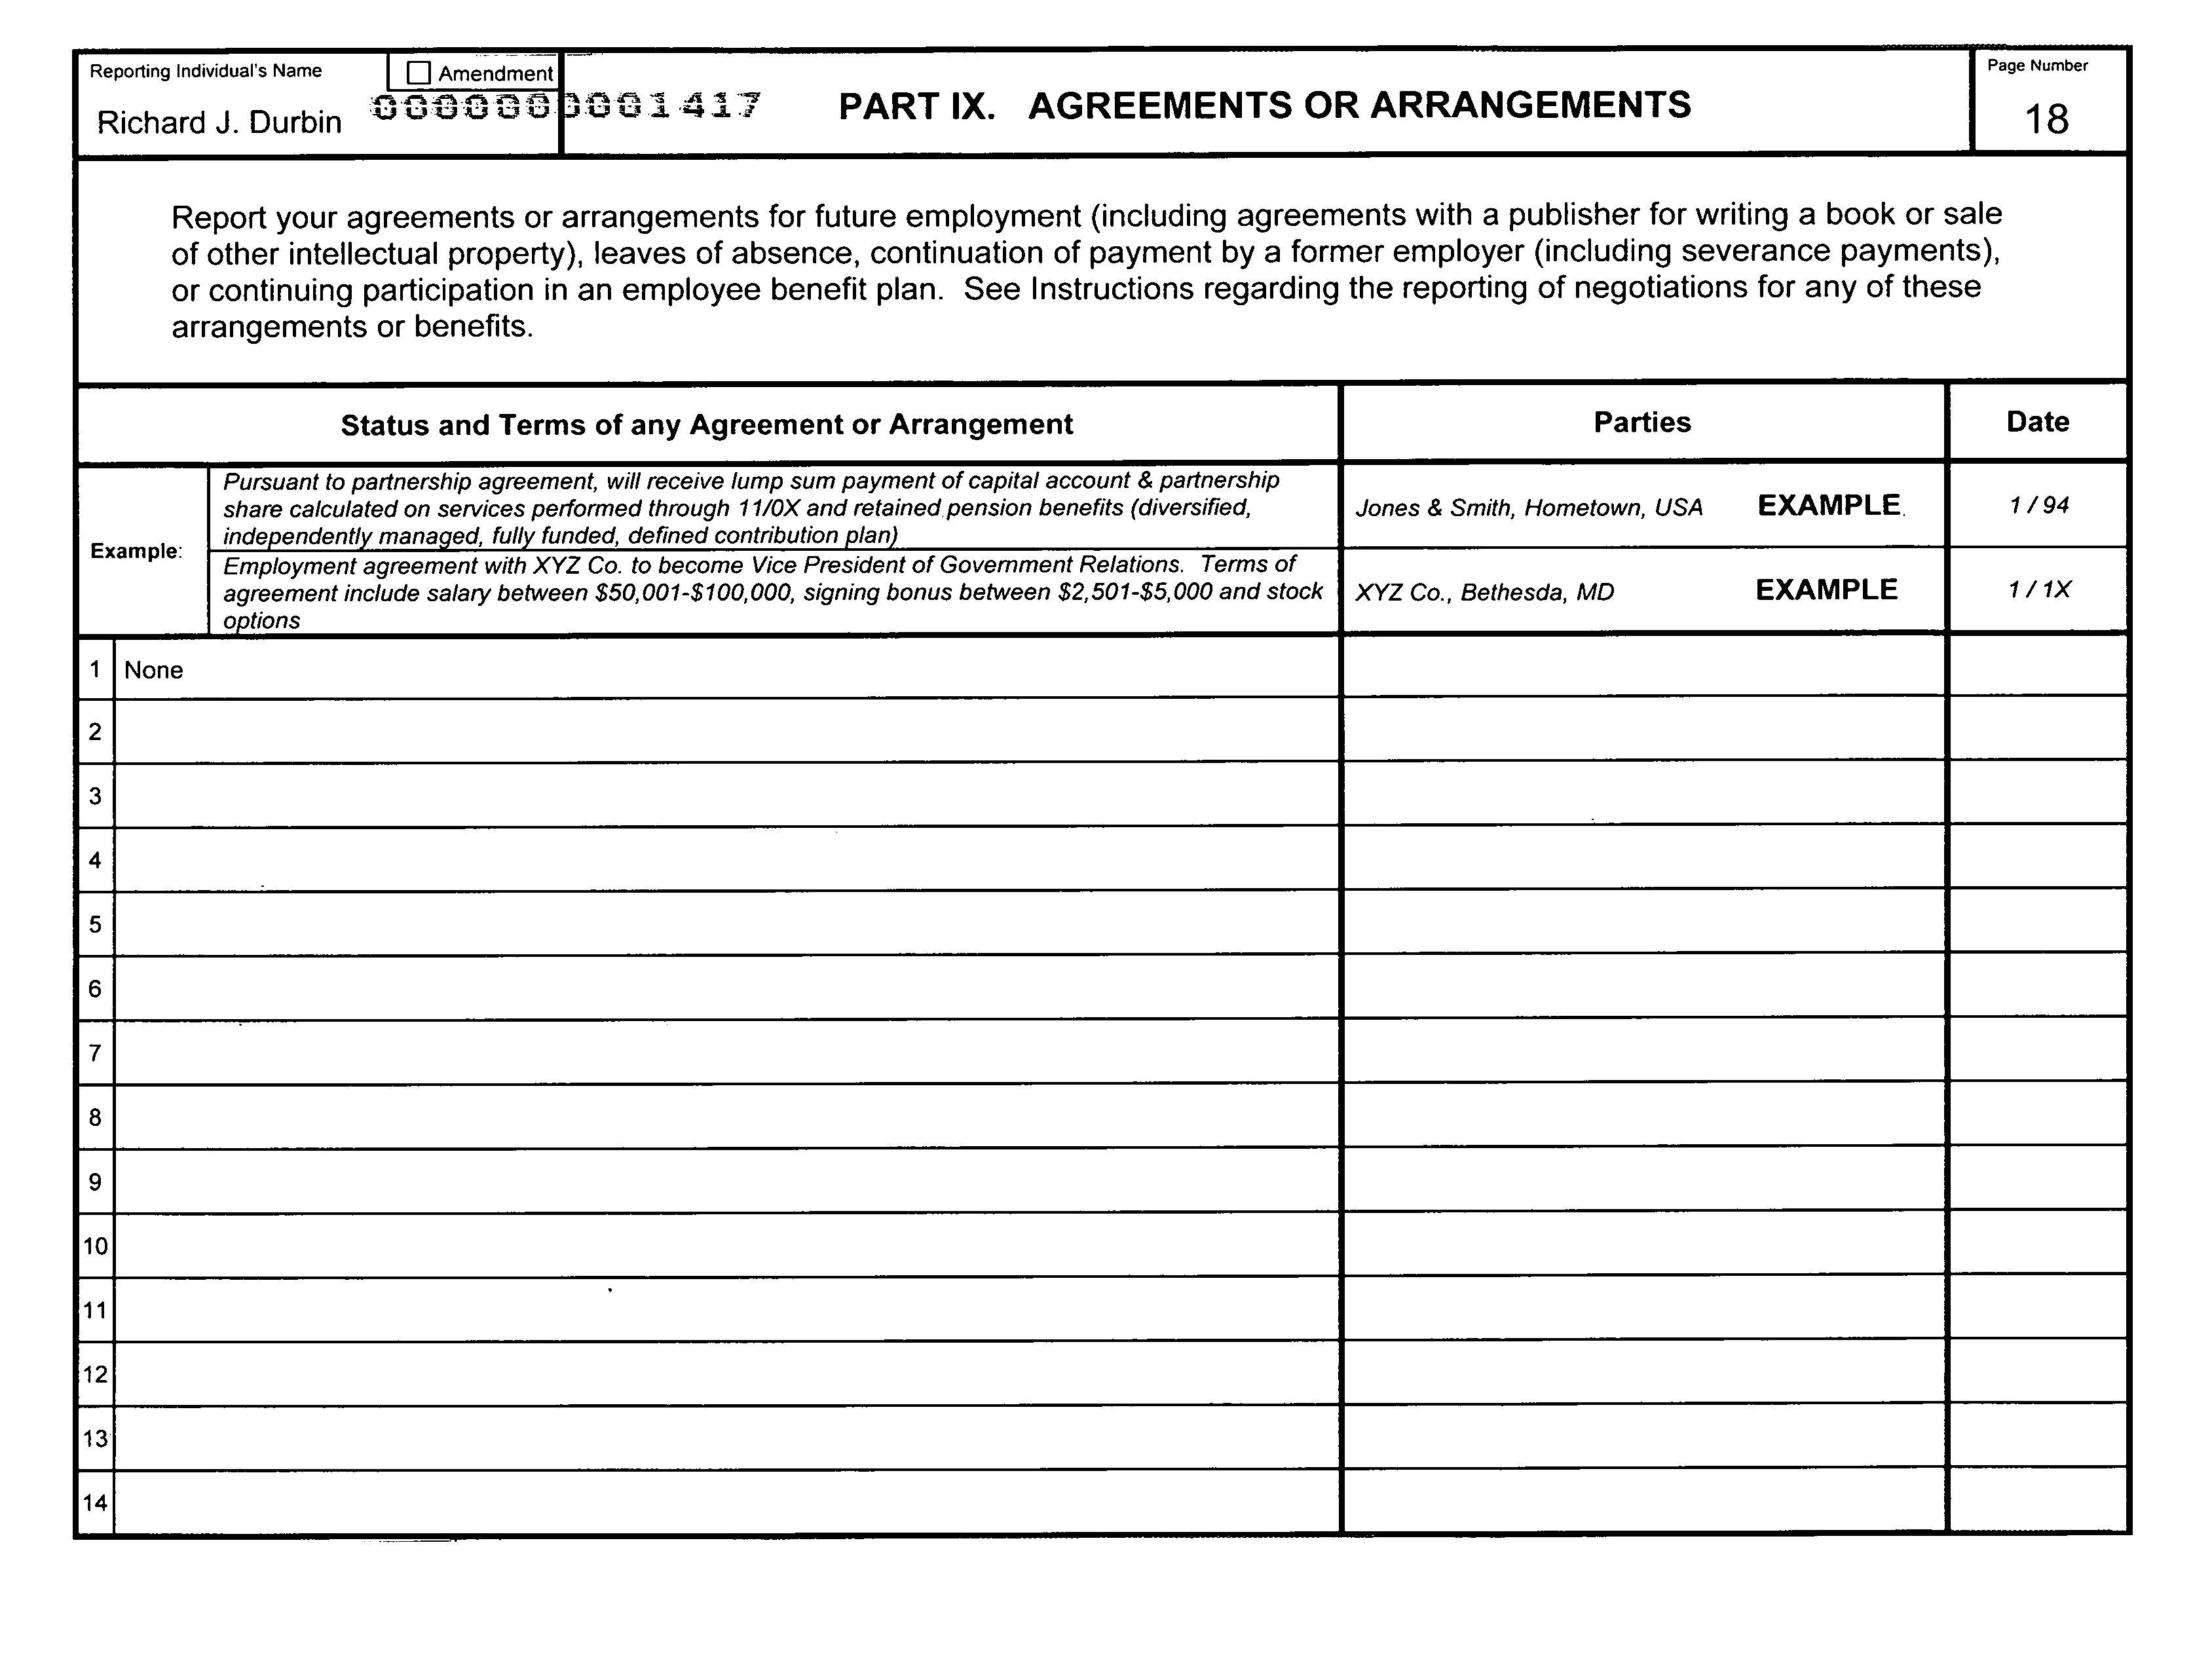 Reporting Individual's Name
Amendment
Page Number
Richard J. Durbin
0000000001417
PART IX. AGREEMENTS OR ARRANGEMENTS
18
Report your agreements or arrangements for future employment (including agreements with a publisher for writing a book or sale
of other intellectual property), leaves of absence, continuation of payment by a former employer (including severance payments),
or continuing participation in an employee benefit plan. See Instructions regarding the reporting of negotiations for any of these
arrangements or benefits.
Status and Terms of any Agreement or Arrangement
Parties
Date
Example:
Pursuant to partnership agreement, will receive lump sum payment of capital account & partnership
share calculated on services performed through 11/0X and retained pension benefits (diversified,
independently managed, fully funded, defined contribution plan)
Jones & Smith, Hometown, USA EXAMPLE
1 / 94
Employment agreement with XYZ Co. to become Vice President of Government Relations. Terms of
agreement include salary between $50,001-$100,000, signing bonus between $2,501-$5,000 and stock
options
XYZ Co., Bethesda, MD EXAMPLE
1 / 1X
1 None
2
3
4
5
6
7
8
9
10
11
12
13
14